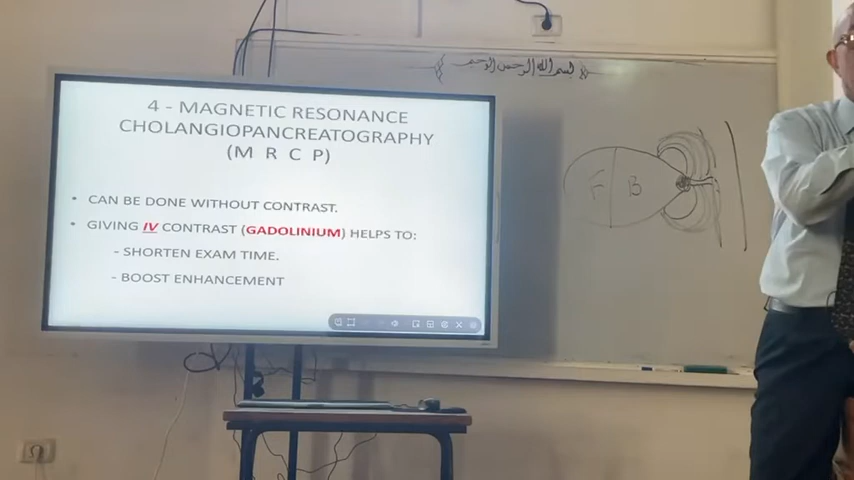 4 - MAGNETIC RESONANCE
CHOLANGIOPANCREATOGRAPHY
(M R C P)
• CAN BE DONE WITHOUT CONTRAST.
• GIVING IV CONTRAST (GADOLINIUM) HELPS TO:
- SHORTEN EXAM TIME.
- BOOST ENHANCEMENT
بسم الله الرحمن الرحيم
F B